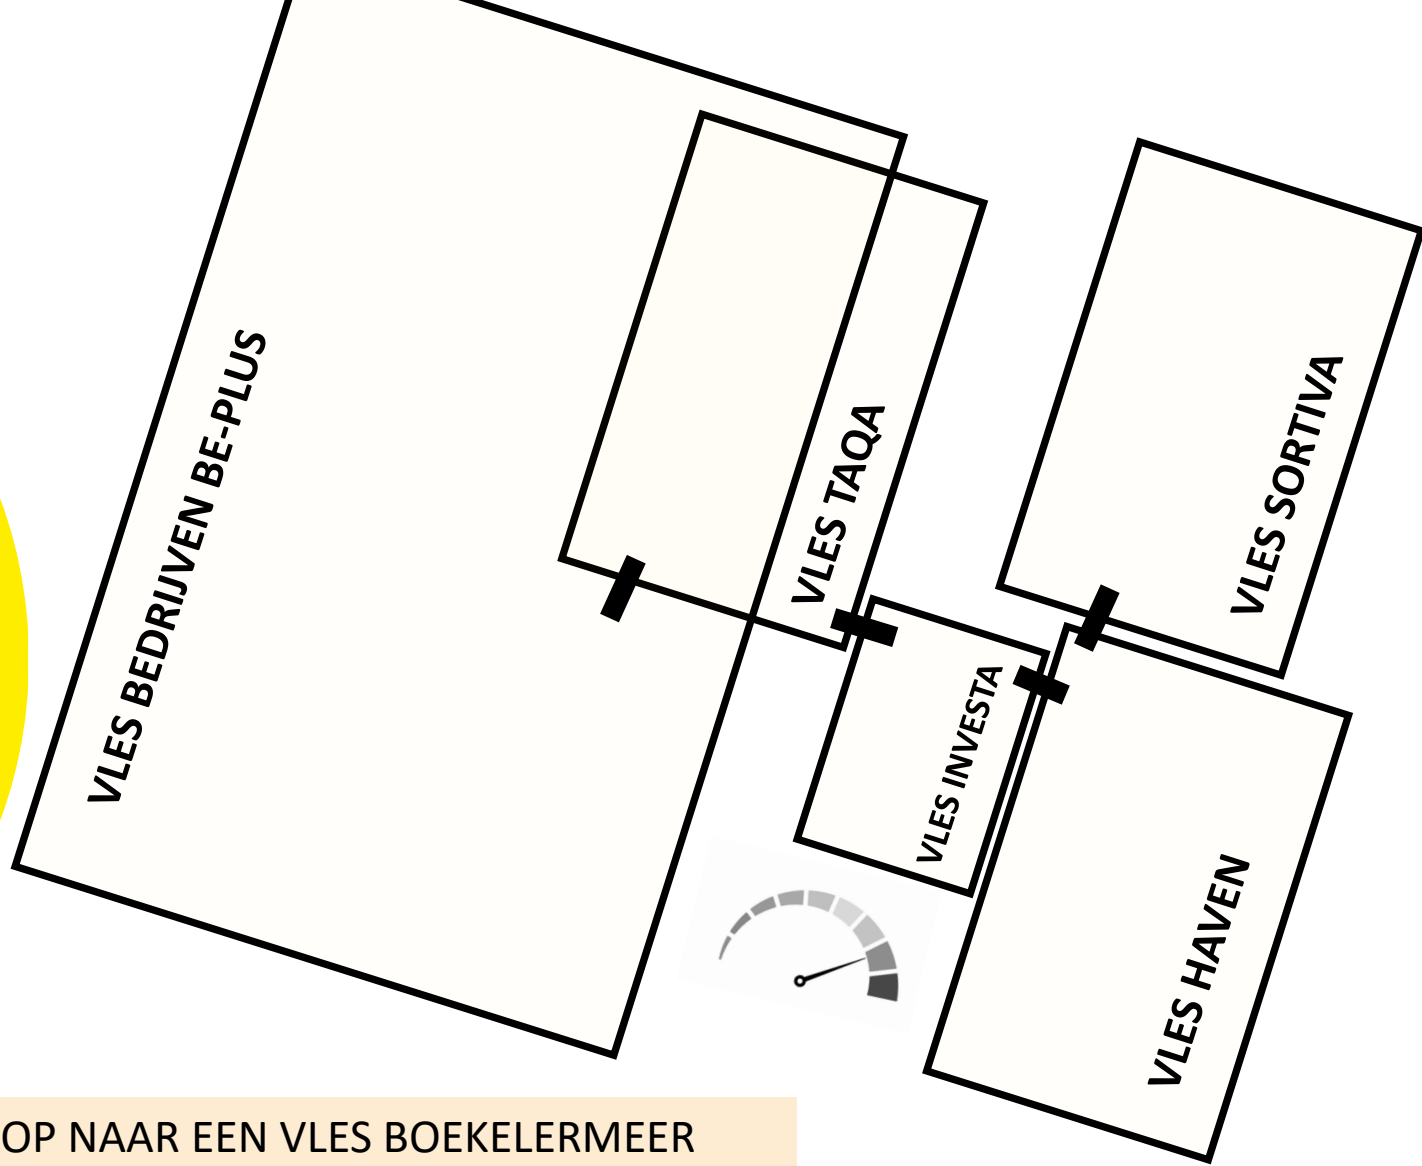 VLES BEDRIJVEN BE-PLUS
VLES TAQA
VLES SORTIVA
VLES INVESTA
VLES HAVEN
OP NAAR EEN VLES BOEKELERMEER